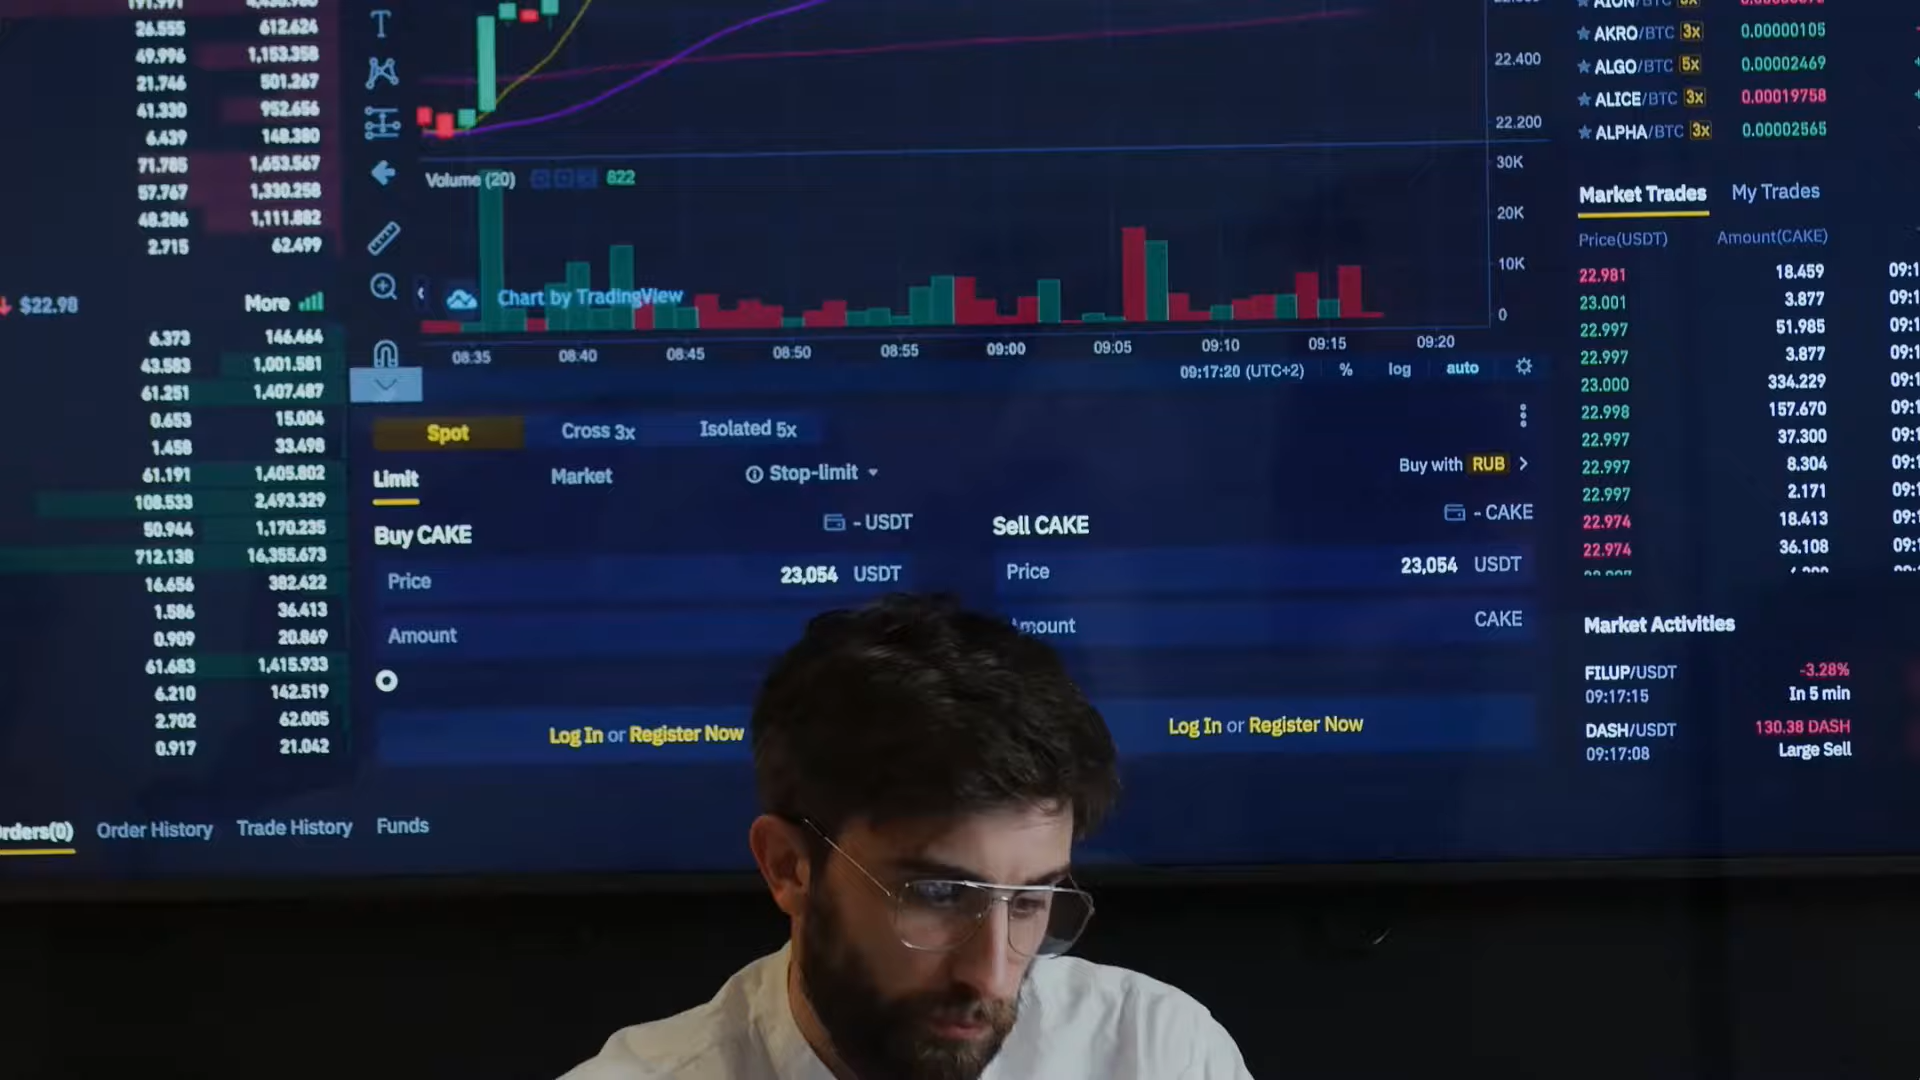 26.555 612.624
49.996 1,153.358
21.746 501.267
41.330 952.656
6.439 148.380
71.785 1,653.567
57.767 1,330.258
48.286 1,111.882
2.715 62.499
$22.98 More
6.373 146.464
43.583 1,001.581
61.251 1,407.487
0.653 15.004
1.458 33.498
61.191 1,405.802
108.533 2,493.329
50.944 1,170.235
712.138 16,355.673
16.656 382.422
1.586 36.413
0.909 20.869
61.683 1,415.933
6.210 142.519
2.702 62.005
0.917 21.042
Order History Trade History Funds
T
22.400
22.200
Volume (20) 822
30K
20K
10K
0
Chart by TradingView
08:35 08:40 08:45 08:50 08:55 09:00 09:05 09:10 09:15 09:20
09:17:20 (UTC+2) % log auto
Spot Cross 3x Isolated 5x
Limit Market Stop-limit
Buy with RUB
Buy CAKE - USDT
Price 23,054 USDT
Amount
Log In or Register Now
Sell CAKE - CAKE
Price 23,054 USDT
Amount CAKE
Log In or Register Now
AKRO/BTC 3x 0.00000105
ALGO/BTC 5x 0.00002469
ALICE/BTC 3x 0.00019758
ALPHA/BTC 3x 0.00002565
Market Trades My Trades
Price(USDT) Amount(CAKE)
22.981 18.459
23.001 3.877
22.997 51.985
22.997 3.877
23.000 334.229
22.998 157.670
22.997 37.300
22.997 8.304
22.997 2.171
22.974 18.413
22.974 36.108
Market Activities
FILUP/USDT -3.28%
09:17:15 In 5 min
DASH/USDT 130.38 DASH
09:17:08 Large Sell